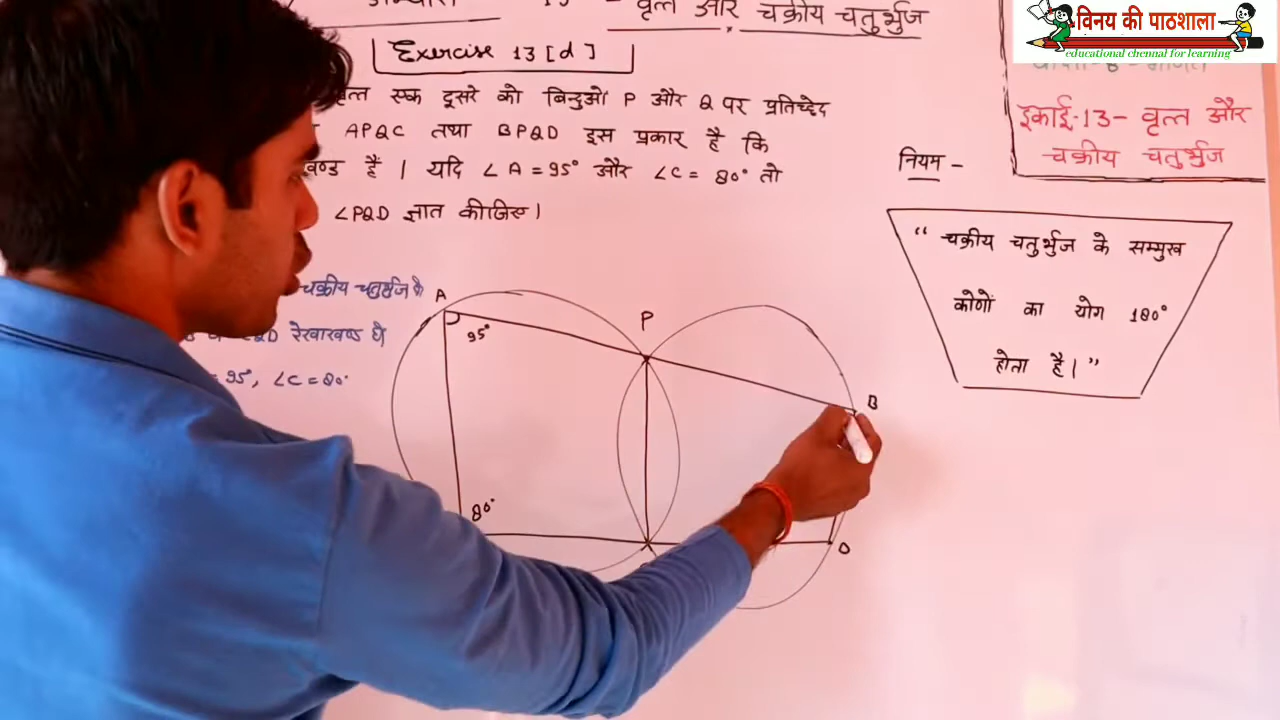 वृत्त और चक्रीय चतुर्भुज
Exercise 13 [d]
वृत्त एक दूसरे को बिन्दुओ P और Q पर प्रतिच्छेद
APQC तथा BPQD इस प्रकार है कि
है । यदि ∠A = 95° और ∠C = 80° तो
∠PQD ज्ञात कीजिए।
चक्रीय चतुर्भुज है
रेखाखण्ड है
95°, ∠C = 80°
A
95°
P
B
80°
D
विनय की पाठशाला
educational chennal for learning
इकाई-13- वृत्त और
चक्रीय चतुर्भुज
नियम -
“ चक्रीय चतुर्भुज के सम्मुख
कोणों का योग 180°
होता है। ”